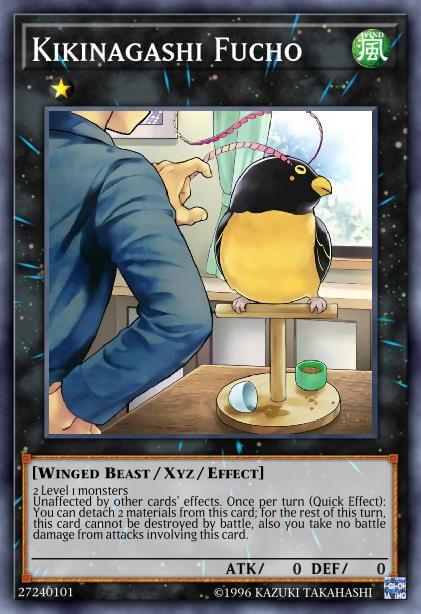 KIKINAGASHI FUCHO
WIND
風
[WINGED BEAST/XYZ/EFFECT]
2 Level 1 monsters
Unaffected by other cards' effects. Once per turn (Quick Effect):
You can detach 2 materials from this card; for the rest of this turn,
this card cannot be destroyed by battle, also you take no battle
damage from attacks involving this card.
ATK/ 0 DEF/ 0
27240101 ©1996 KAZUKI TAKAHASHI